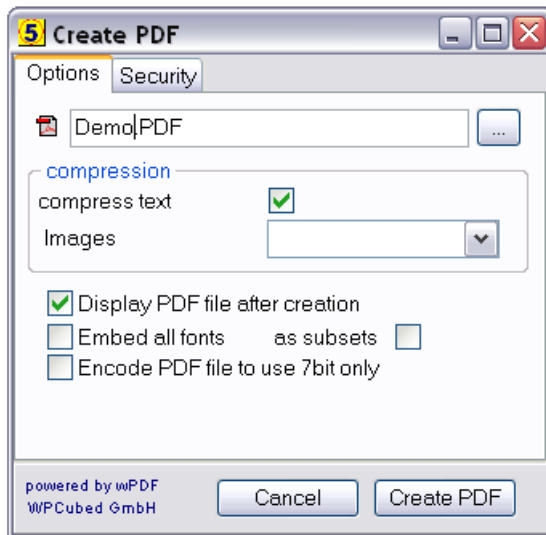 5 Create PDF
Options Security
Demo.PDF
...
compression
compress text
Images
Display PDF file after creation
Embed all fonts as subsets
Encode PDF file to use 7bit only
powered by wPDF
WPCubed GmbH
Cancel Create PDF